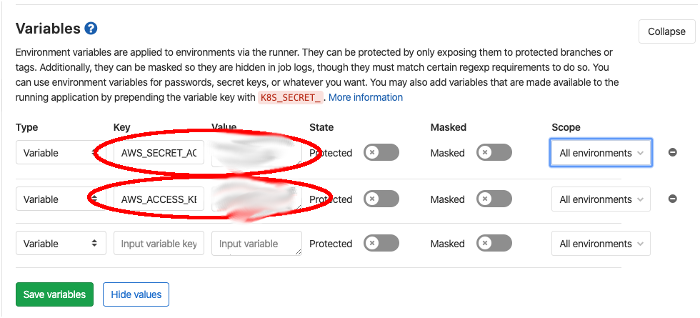 Variables ?
Collapse
Environment variables are applied to environments via the runner. They can be protected by only exposing them to protected branches or
tags. Additionally, they can be masked so they are hidden in job logs, though they must match certain regexp requirements to do so. You
can use environment variables for passwords, secret keys, or whatever you want. You may also add variables that are made available to the
running application by prepending the variable key with K8S_SECRET_. More information
Type Key Value State Masked Scope
Variable AWS_SECRET_AC Protected Masked All environments
Variable AWS_ACCESS_KE Protected Masked All environments
Variable Input variable key Input variable Protected Masked All environments
Save variables Hide values